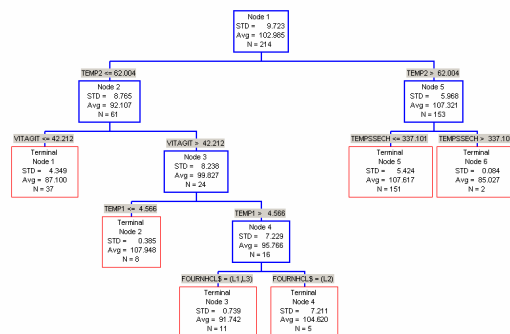 Node 1
STD = 9.723
Avg = 102.985
N = 214
TEMP2 <= 62.004
TEMP2 > 62.004
Node 2
STD = 8.765
Avg = 92.107
N = 61
Node 5
STD = 5.968
Avg = 107.321
N = 153
VITAGIT <= 42.212
VITAGIT > 42.212
TEMPSSECH <= 337.101
TEMPSSECH > 337.10
Terminal
Node 1
STD = 4.349
Avg = 87.100
N = 37
Node 3
STD = 8.238
Avg = 99.827
N = 24
Terminal
Node 5
STD = 5.424
Avg = 107.617
N = 151
Terminal
Node 6
STD = 0.084
Avg = 85.027
N = 2
TEMP1 <= 4.566
TEMP1 > 4.566
Terminal
Node 2
STD = 0.385
Avg = 107.948
N = 8
Node 4
STD = 7.229
Avg = 95.766
N = 16
FOURNHCL$ = (L1,L3)
FOURNHCL$ = (L2)
Terminal
Node 3
STD = 0.739
Avg = 91.742
N = 11
Terminal
Node 4
STD = 7.211
Avg = 104.620
N = 5